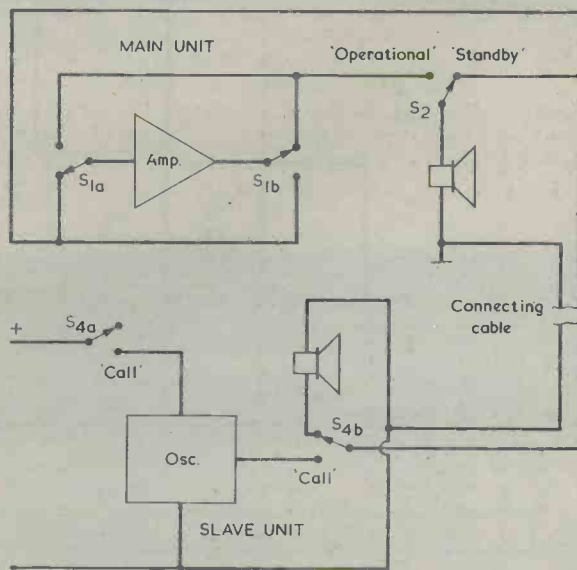 MAIN UNIT
'Operational' 'Standby'
S2
Amp.
S1a
S1b
Connecting
cable
+
S4a
'Call'
S4b
Osc.
'Call'
SLAVE UNIT